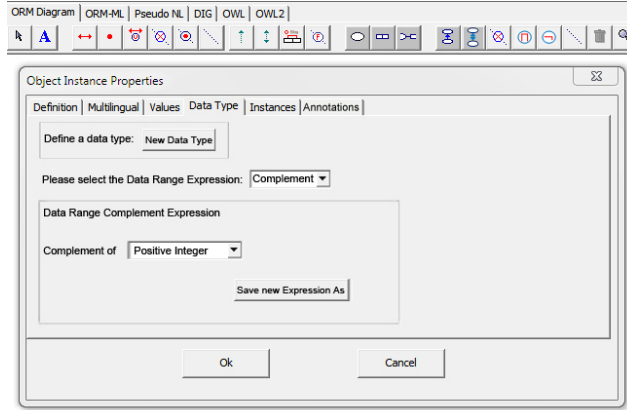 ORM Diagram | ORM-ML | Pseudo NL | DIG | OWL | OWL2 |
A
Object Instance Properties
Definition | Multilingual | Values | Data Type | Instances | Annotations |
Define a data type: New Data Type
Please select the Data Range Expression: Complement
Data Range Complement Expression
Complement of Positive Integer
Save new Expression As
Ok Cancel